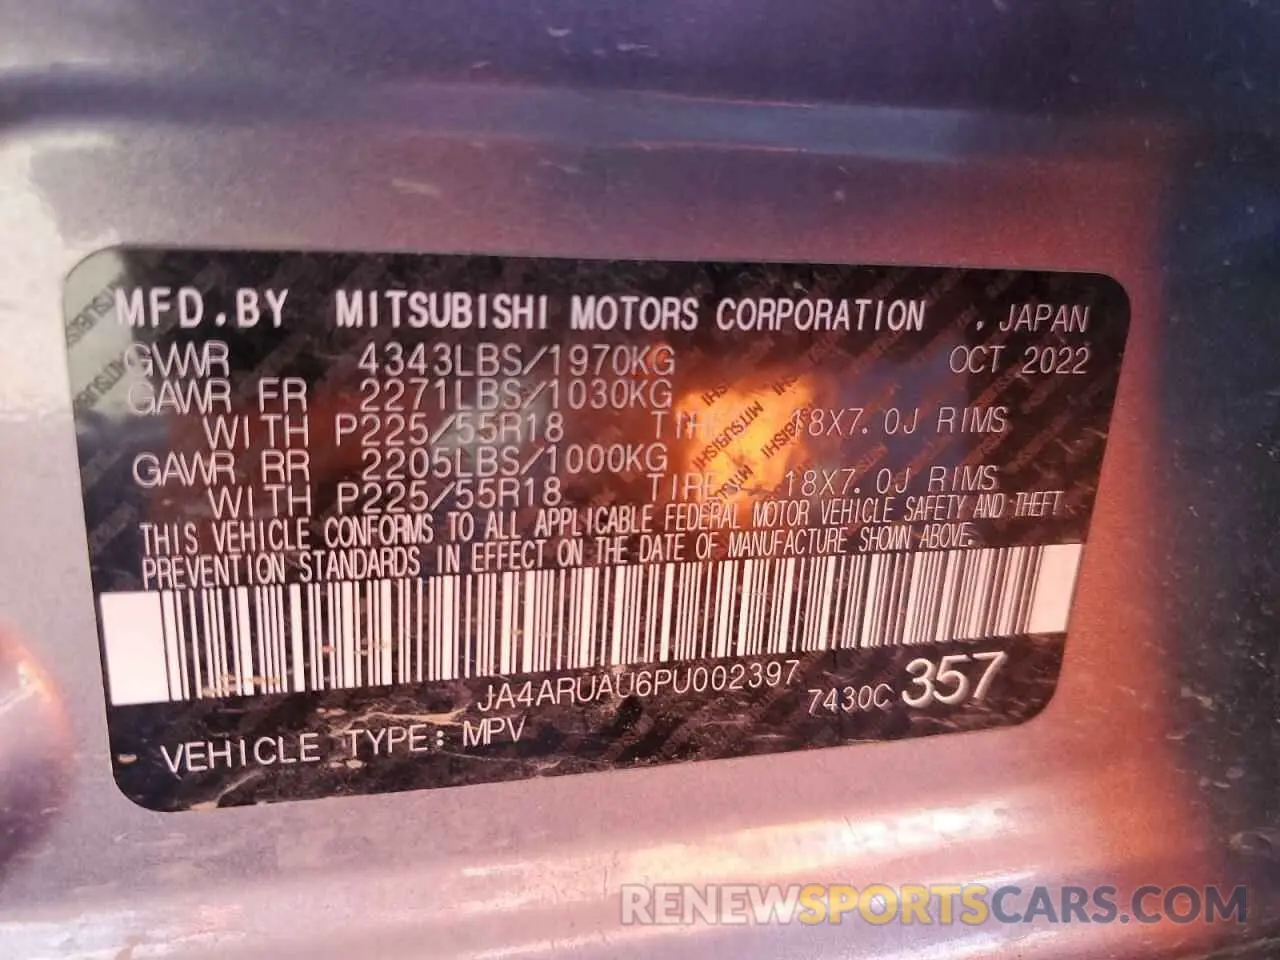 MFD.BY MITSUBISHI MOTORS CORPORATION , JAPAN
GVWR 4343LBS/1970KG OCT 2022
GAWR FR 2271LBS/1030KG
WITH P225/55R18 TIRES 18X7.0J RIMS
GAWR RR 2205LBS/1000KG
WITH P225/55R18 TIRES 18X7.0J RIMS
THIS VEHICLE CONFORMS TO ALL APPLICABLE FEDERAL MOTOR VEHICLE SAFETY AND THEFT
PREVENTION STANDARDS IN EFFECT ON THE DATE OF MANUFACTURE SHOWN ABOVE.
JA4ARUAU6PU002397 7430C 357
VEHICLE TYPE: MPV
RENEWSPORTSCARS.COM